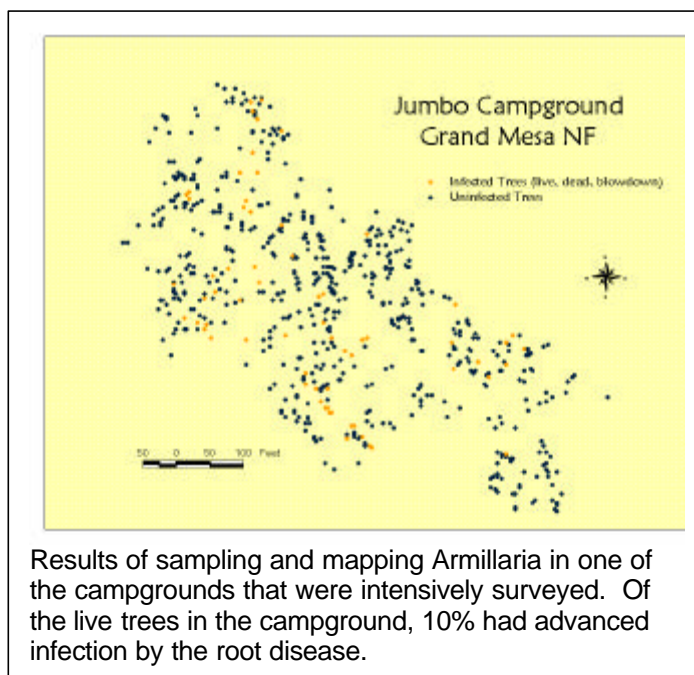 Jumbo Campground
Grand Mesa NF
Infected Trees (live, dead, blowdown)
Uninfected Trees
50 0 50 100 Feet
Results of sampling and mapping Armillaria in one of
the campgrounds that were intensively surveyed. Of
the live trees in the campground, 10% had advanced
infection by the root disease.